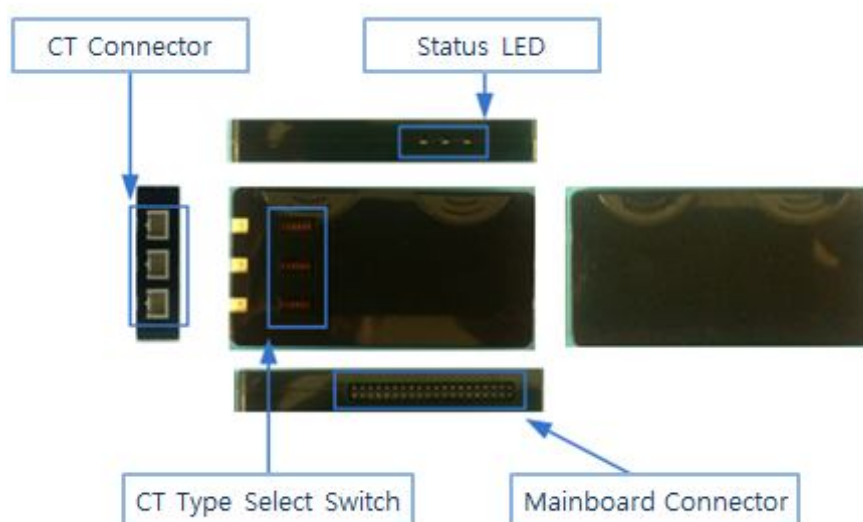 CT Connector
Status LED
CT Type Select Switch
Mainboard Connector